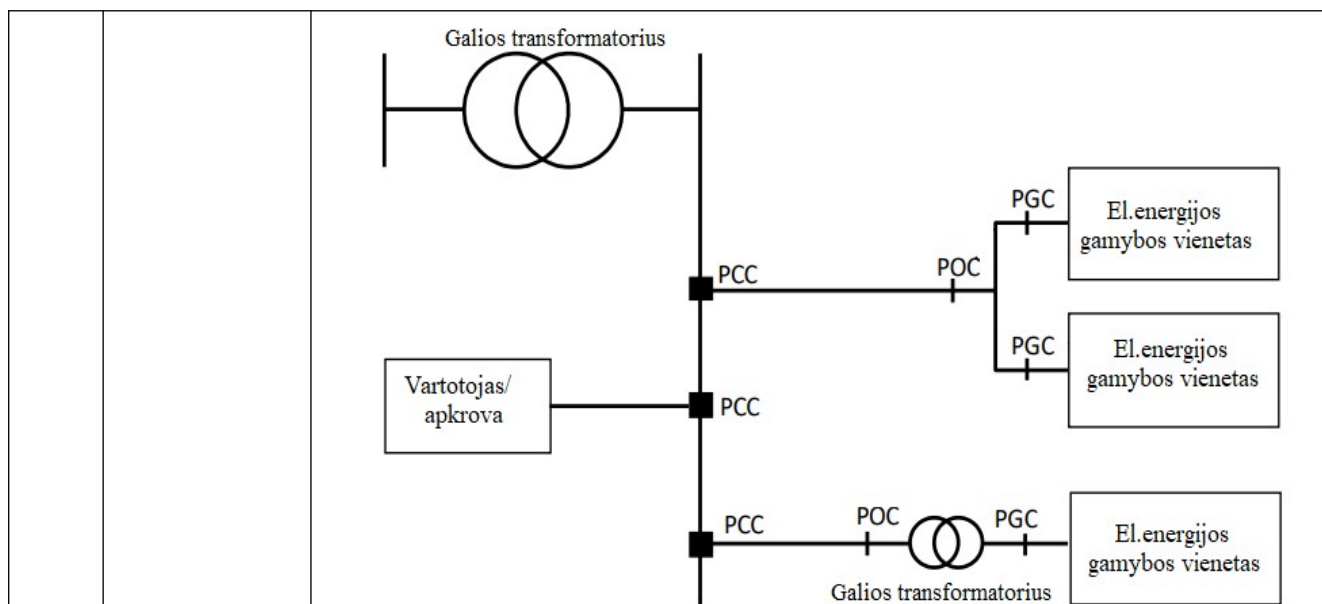 Galios transformatorius
PGC
El.energijos
gamybos vienetas
PCC
POC
PGC
El.energijos
gamybos vienetas
Vartotojas/
apkrova
PCC
PCC
POC
PGC
El.energijos
gamybos vienetas
Galios transformatorius